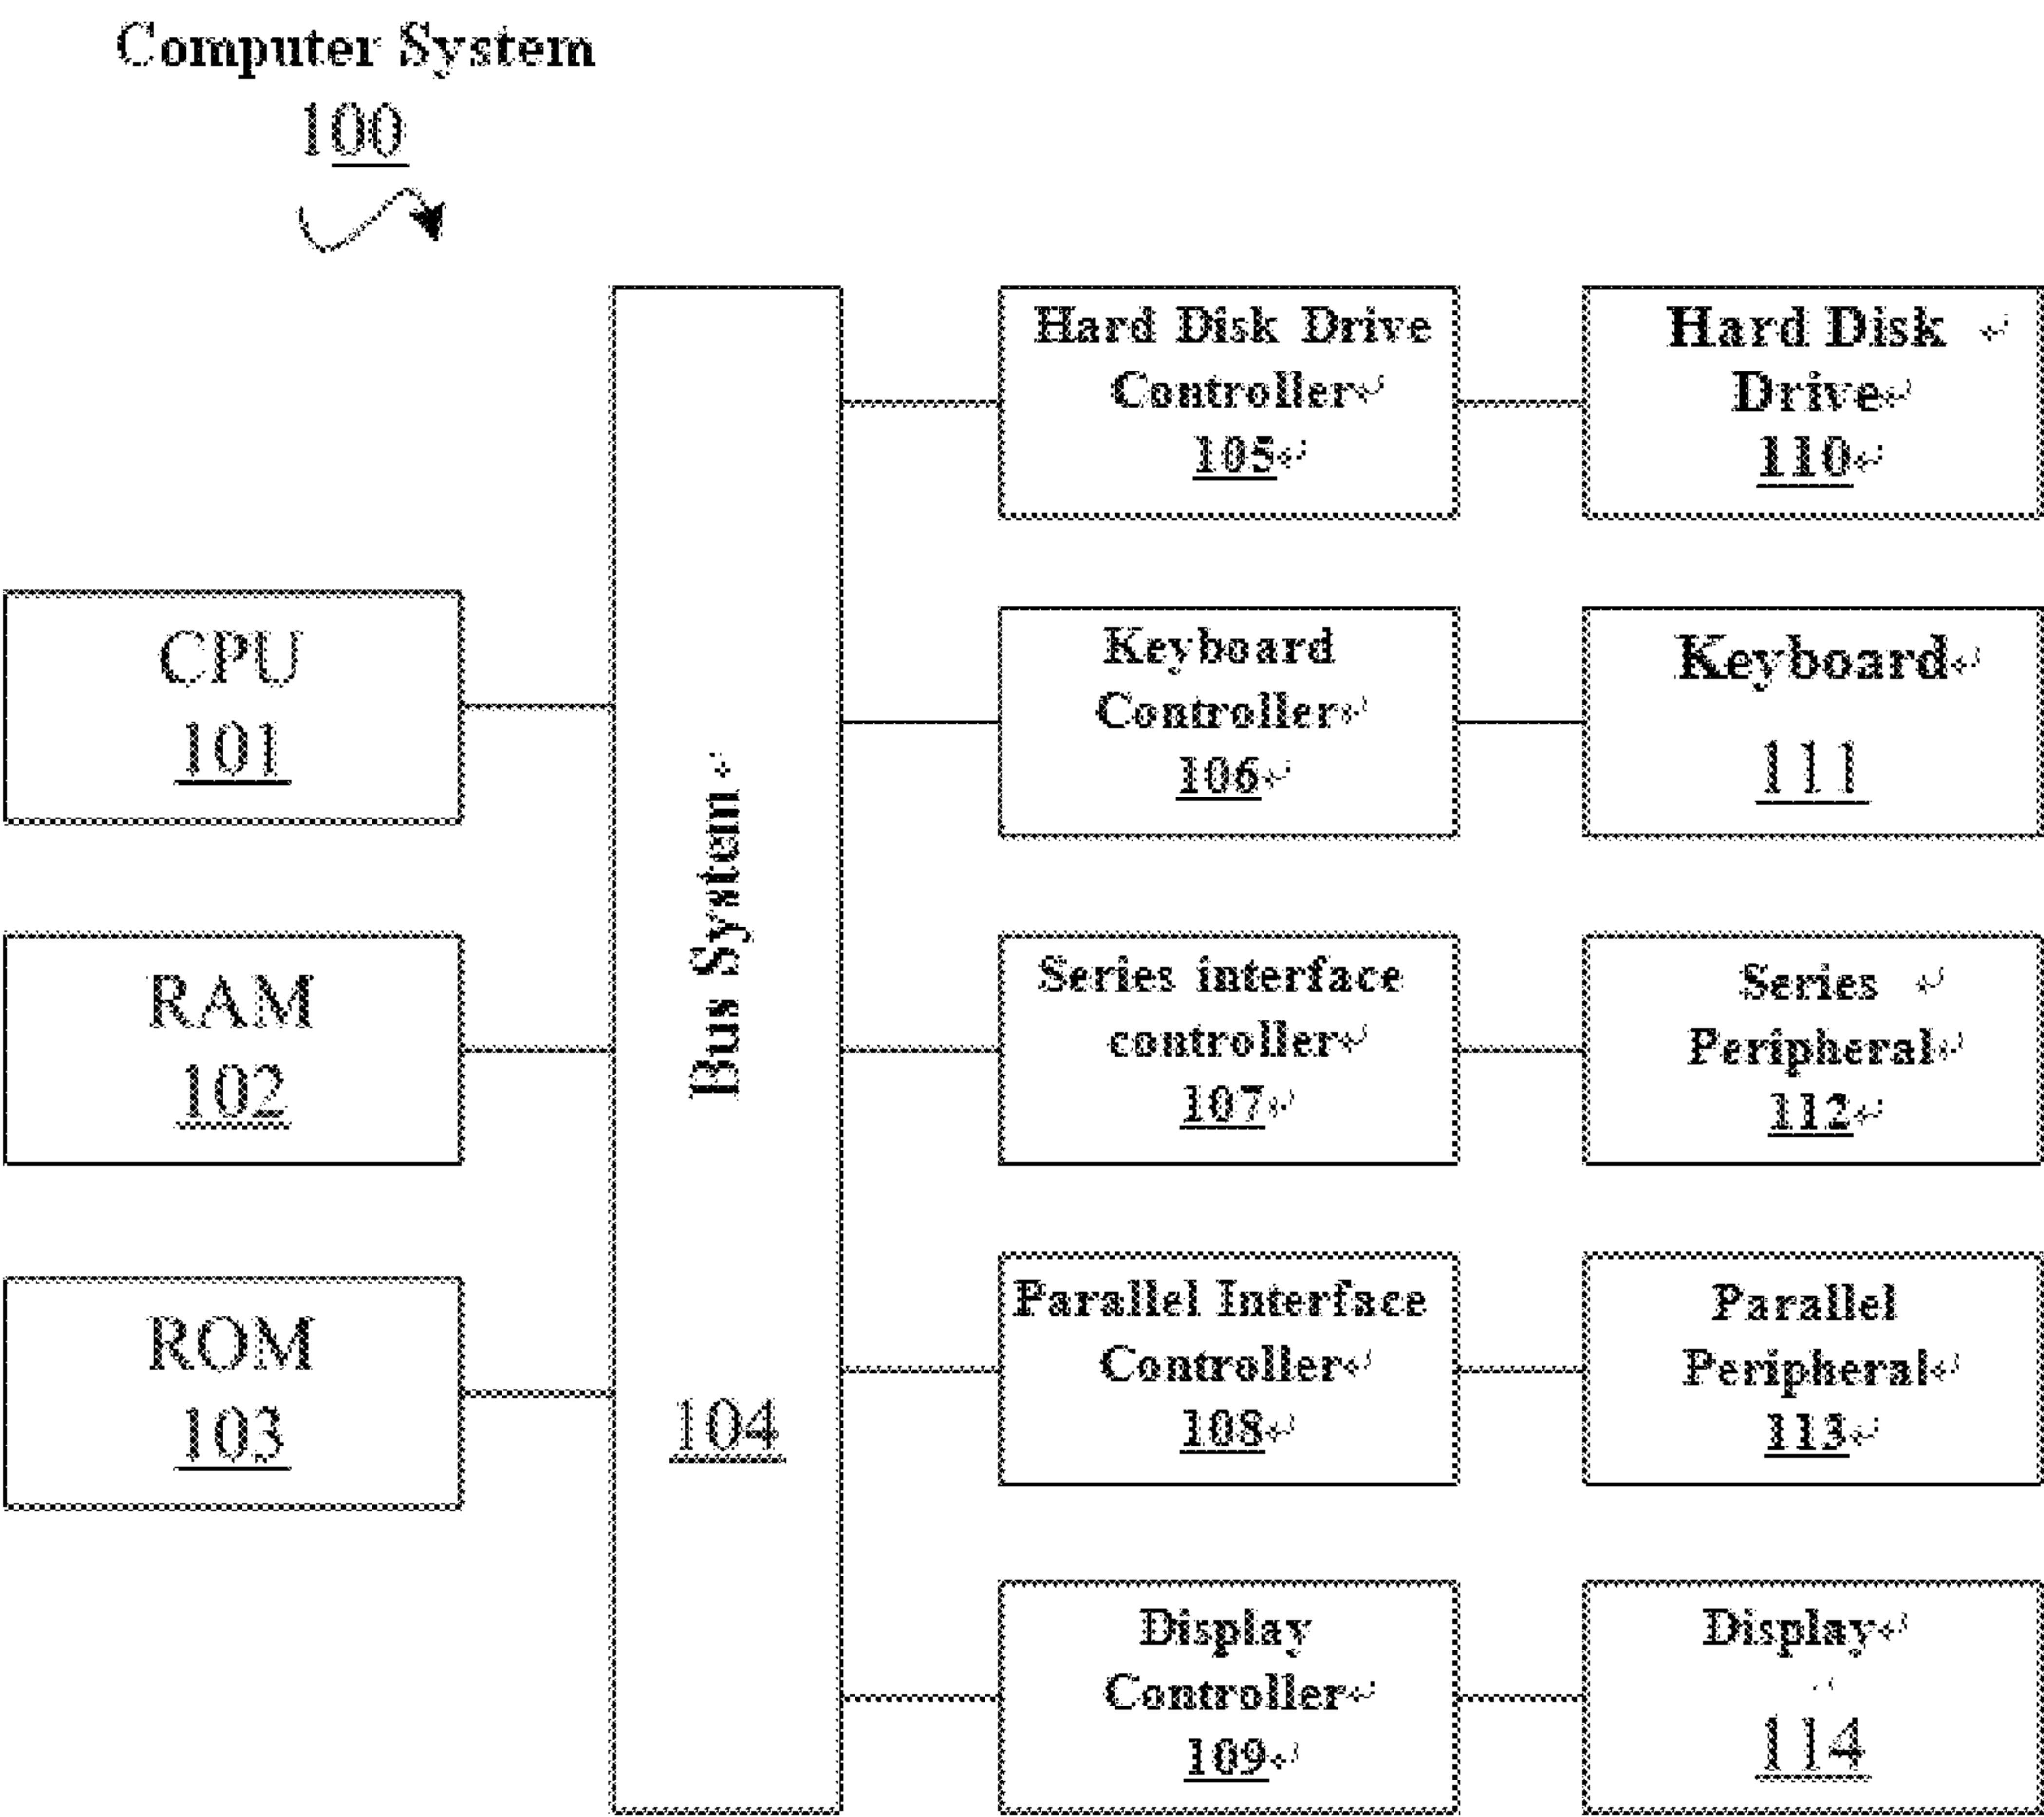 Computer System
100
CPU
101
RAM
102
ROM
103
Bus System
104
Hard Disk Drive
Controller
105
Hard Disk
Drive
110
Keyboard
Controller
106
Keyboard
111
Series interface
controller
107
Series
Peripheral
112
Parallel Interface
Controller
108
Parallel
Peripheral
113
Display
Controller
109
Display
114